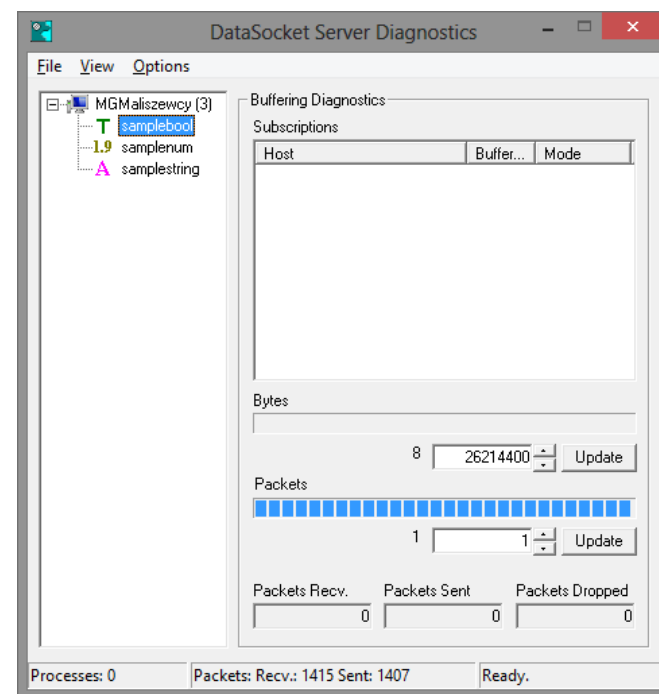 DataSocket Server Diagnostics
File View Options
MGMaliszewcy (3)
T samplebool
1.9 samplenum
A samplestring
Buffering Diagnostics
Subscriptions
Host Buffer... Mode
Bytes
8 26214400 Update
Packets
1 1 Update
Packets Recv. Packets Sent Packets Dropped
0 0 0
Processes: 0 Packets: Recv.: 1415 Sent: 1407 Ready.